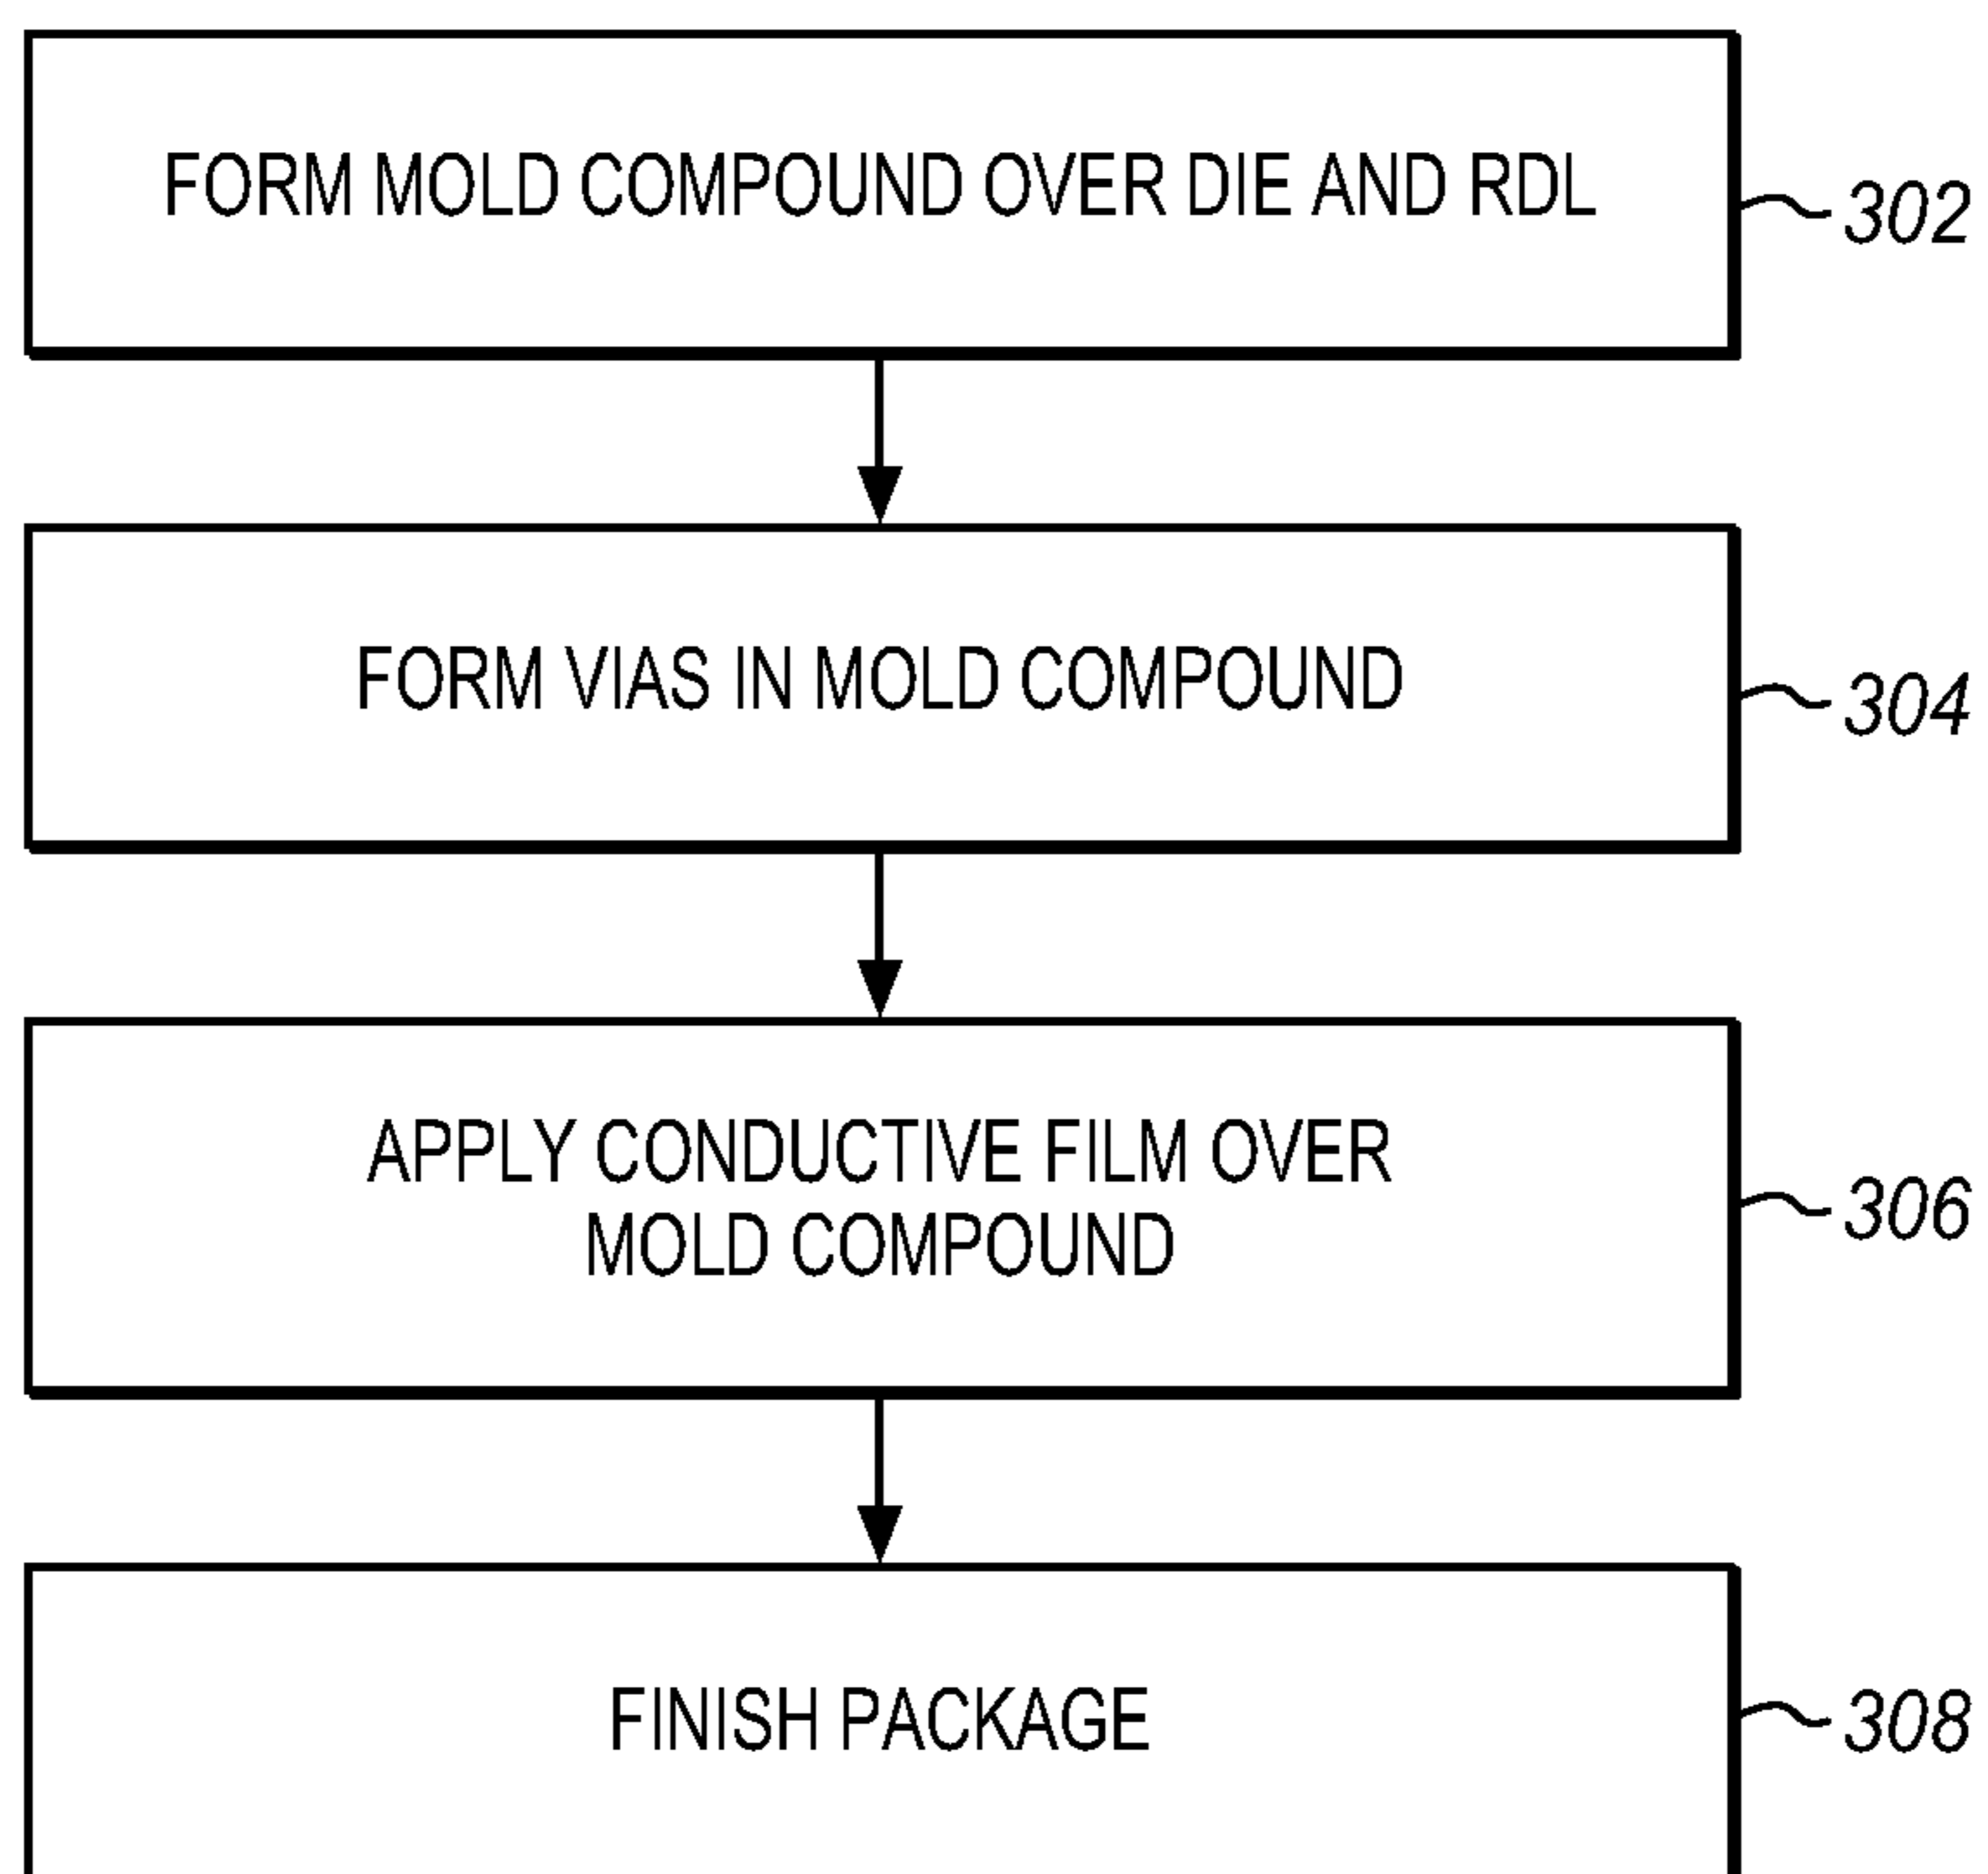 FORM MOLD COMPOUND OVER DIE AND RDL
302
FORM VIAS IN MOLD COMPOUND
304
APPLY CONDUCTIVE FILM OVER
MOLD COMPOUND
306
FINISH PACKAGE
308